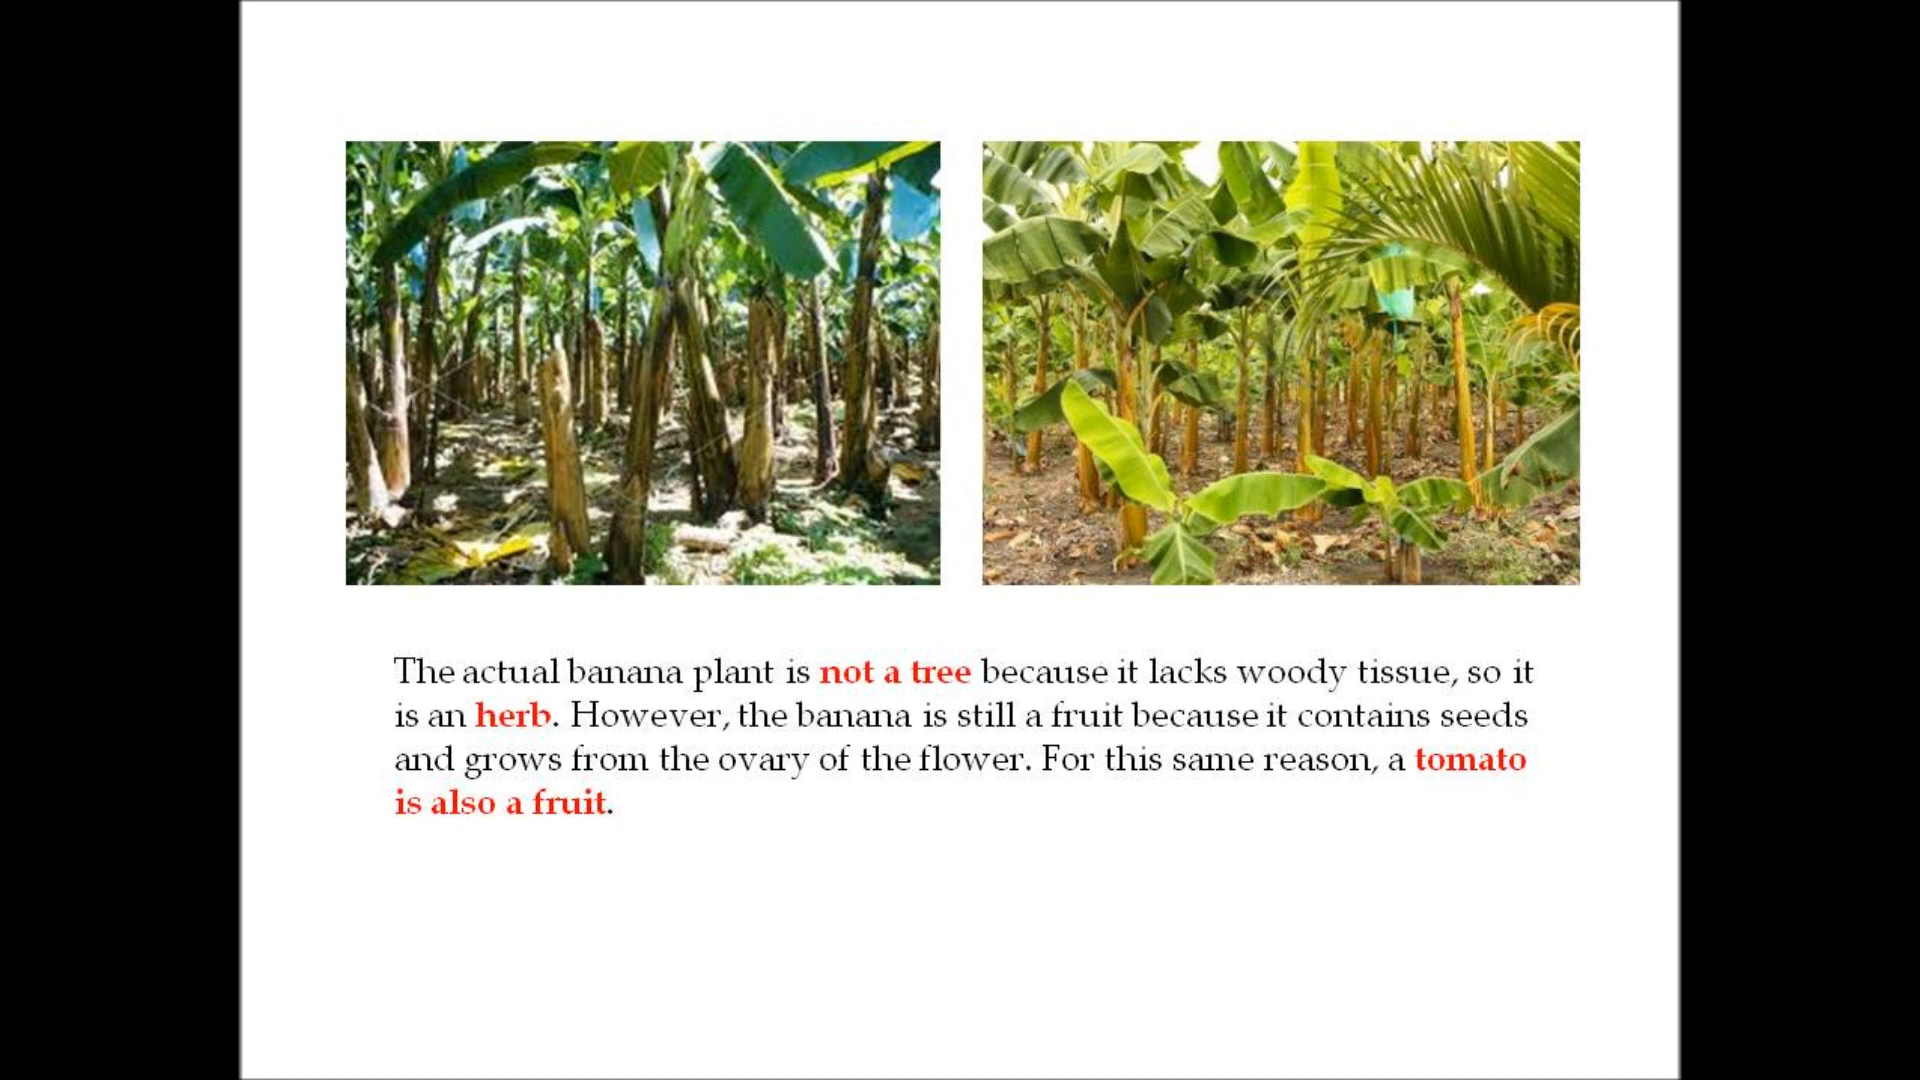 The actual banana plant is not a tree because it lacks woody tissue, so it
is an herb. However, the banana is still a fruit because it contains seeds
and grows from the ovary of the flower. For this same reason, a tomato
is also a fruit.